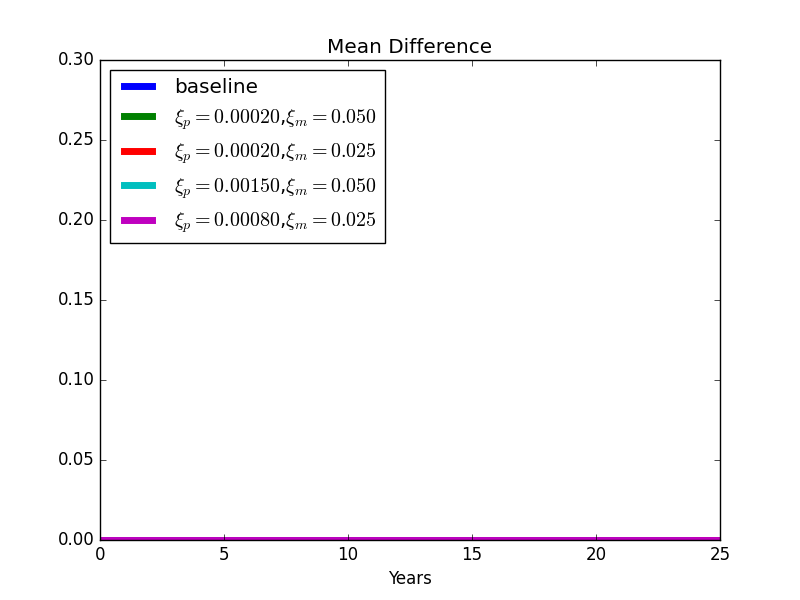 Mean Difference
0.30
0.25
0.20
0.15
0.10
0.05
0.00
baseline
ξₚ = 0.00020,ξₘ = 0.050
ξₚ = 0.00020,ξₘ = 0.025
ξₚ = 0.00150,ξₘ = 0.050
ξₚ = 0.00080,ξₘ = 0.025
0 5 10 15 20 25
Years